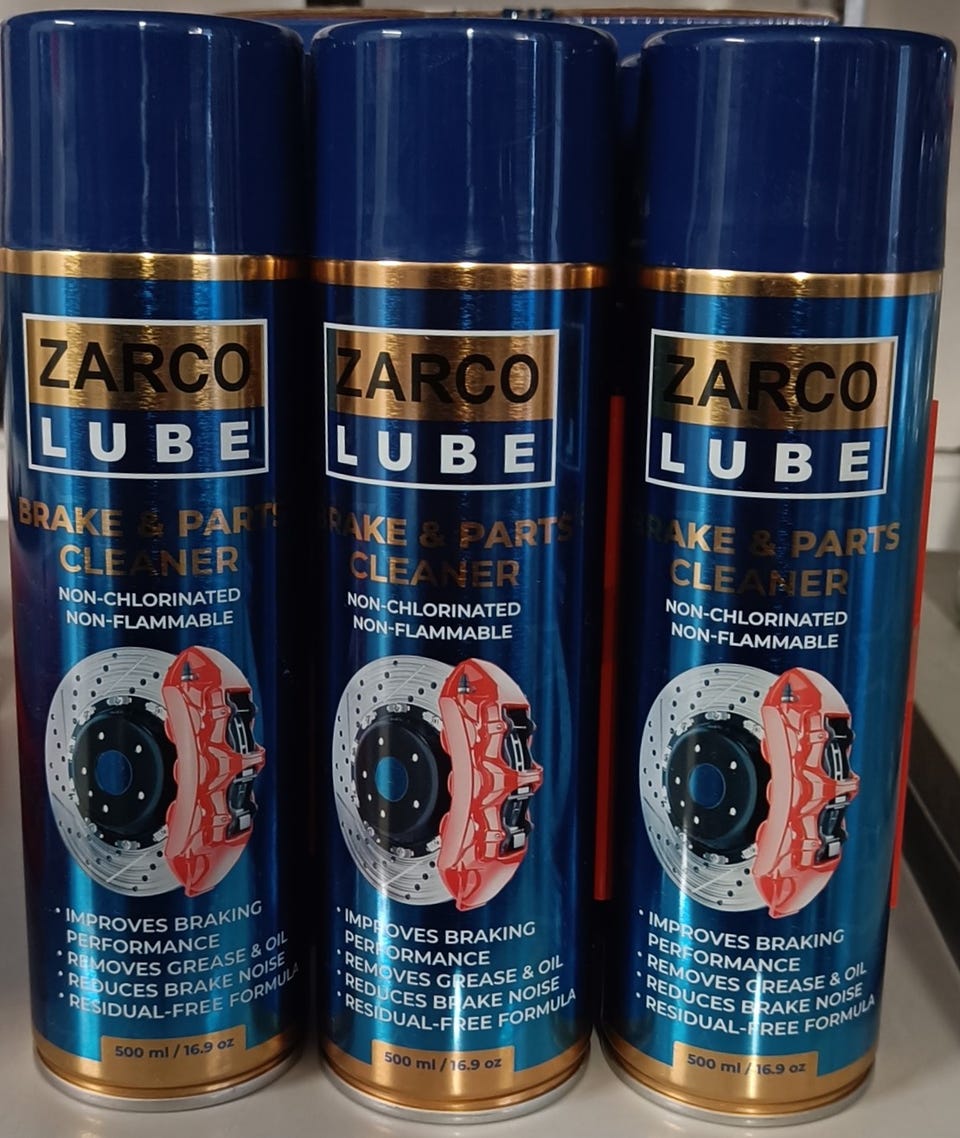 ZARCO
LUBE
BRAKE & PARTS
CLEANER
NON-CHLORINATED
NON-FLAMMABLE
• IMPROVES BRAKING
PERFORMANCE
• REMOVES GREASE & OIL
• REDUCES BRAKE NOISE
• RESIDUAL-FREE FORMULA
500 ml / 16.9 oz
ZARCO
LUBE
BRAKE & PARTS
CLEANER
NON-CHLORINATED
NON-FLAMMABLE
• IMPROVES BRAKING
PERFORMANCE
• REMOVES GREASE & OIL
• REDUCES BRAKE NOISE
• RESIDUAL-FREE FORMULA
500 ml / 16.9 oz
ZARCO
LUBE
BRAKE & PARTS
CLEANER
NON-CHLORINATED
NON-FLAMMABLE
• IMPROVES BRAKING
PERFORMANCE
• REMOVES GREASE & OIL
• REDUCES BRAKE NOISE
• RESIDUAL-FREE FORMULA
500 ml / 16.9 oz